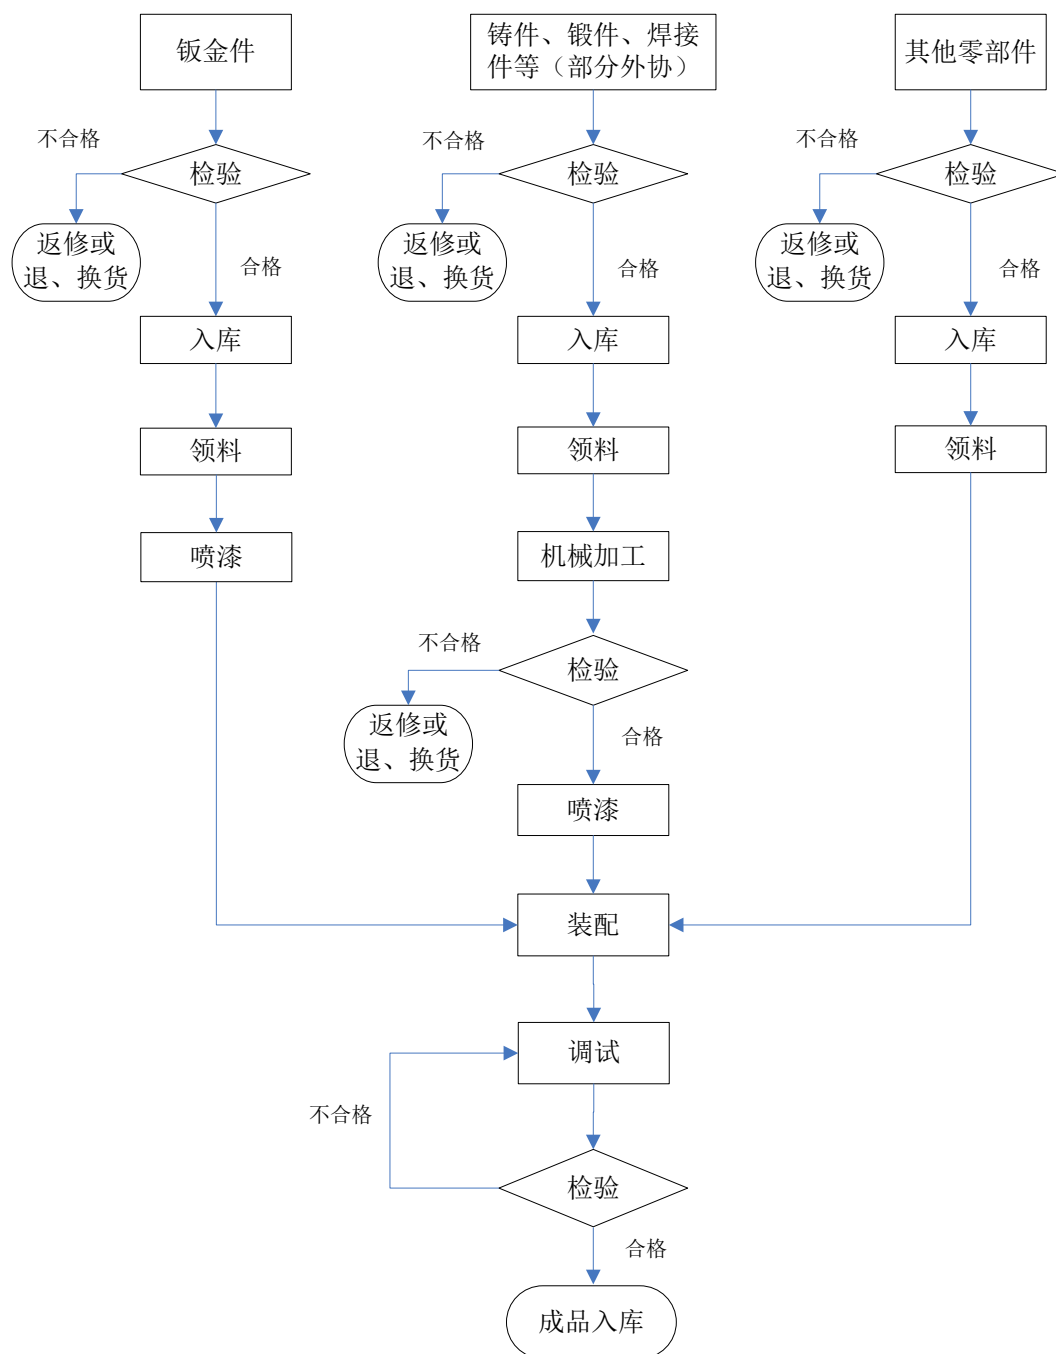 钣金件
铸件、锻件、焊接
件等（部分外协）
其他零部件
不合格
检验
不合格
检验
不合格
检验
返修或
退、换货
合格
返修或
退、换货
合格
返修或
退、换货
合格
入库
入库
入库
领料
领料
领料
喷漆
机械加工
不合格
检验
返修或
退、换货
合格
喷漆
装配
调试
不合格
检验
合格
成品入库